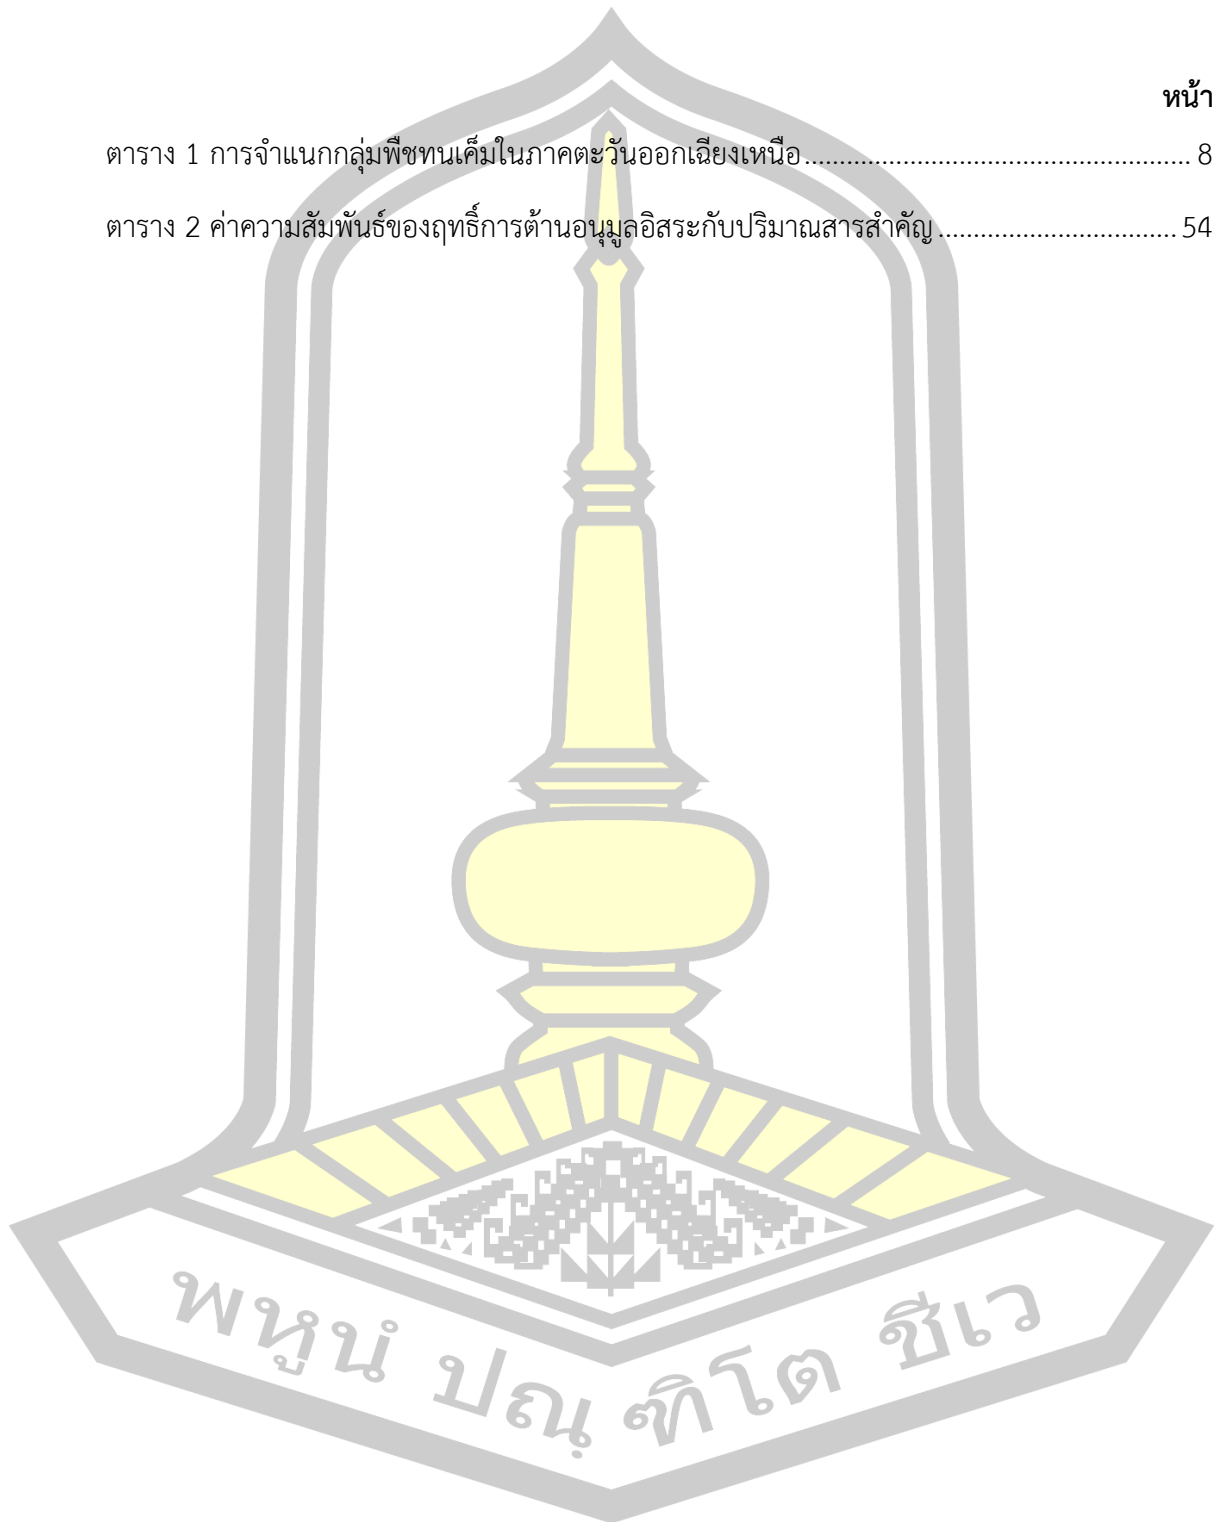 หน้า
ตาราง 1 การจำแนกกลุ่มพืชทนเค็มในภาคตะวันออกเฉียงเหนือ 8
ตาราง 2 ค่าความสัมพันธ์ของฤทธิ์การต้านอนุมูลอิสระกับปริมาณสารสำคัญ 54
พหูนํ ปณฺ ฑิโต ชีเว